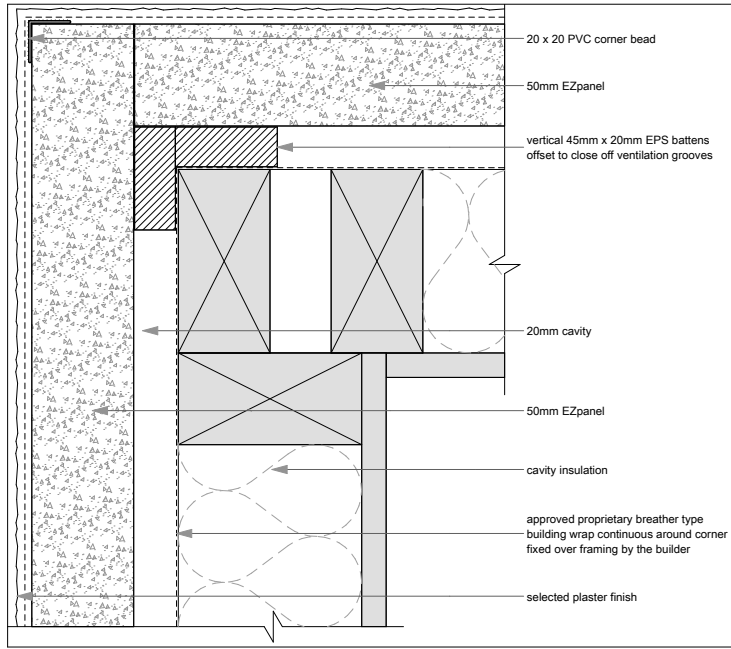 20 x 20 PVC corner bead
50mm EZpanel
vertical 45mm x 20mm EPS battens
offset to close off ventilation grooves
20mm cavity
50mm EZpanel
cavity insulation
approved proprietary breather type
building wrap continuous around corner
fixed over framing by the builder
selected plaster finish